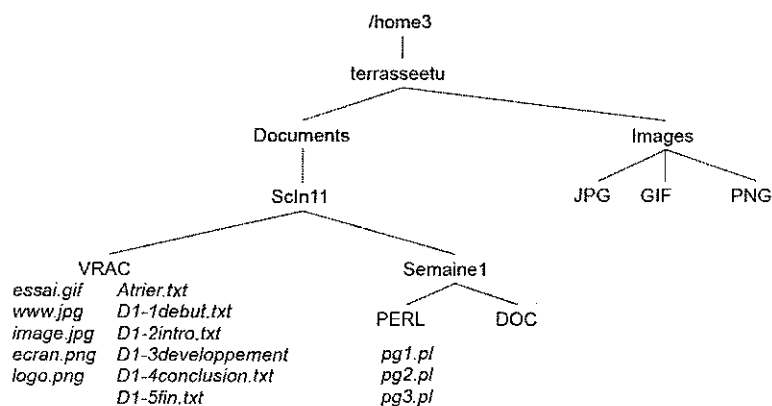 /home3
terrasseetu
Documents Images
ScIn11 JPG GIF PNG
VRAC Semaine1
essai.gif Atrier.txt
www.jpg D1-1debut.txt PERL DOC
image.jpg D1-2intro.txt
ecran.png D1-3developpement pg1.pl
logo.png D1-4conclusion.txt pg2.pl
D1-5fin.txt pg3.pl